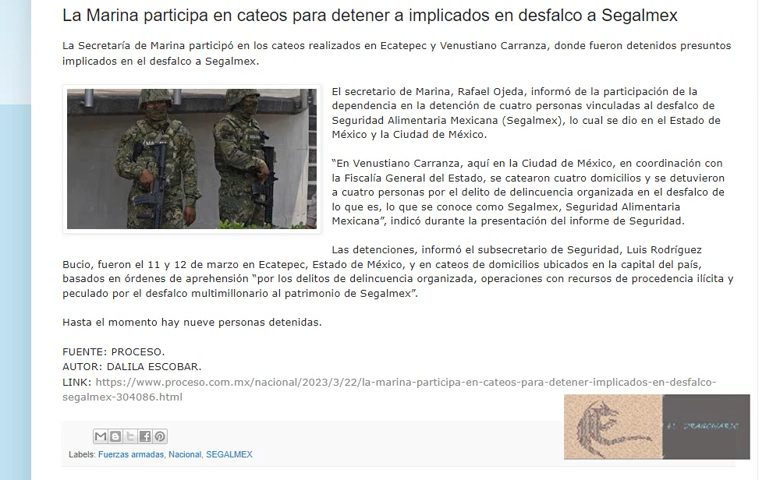 La Marina participa en cateos para detener a implicados en desfalco a Segalmex
La Secretaría de Marina participó en los cateos realizados en Ecatepec y Venustiano Carranza, donde fueron detenidos presuntos
implicados en el desfalco a Segalmex.
El secretario de Marina, Rafael Ojeda, informó de la participación de la
dependencia en la detención de cuatro personas vinculadas al desfalco de
Seguridad Alimentaria Mexicana (Segalmex), lo cual se dio en el Estado de
México y la Ciudad de México.
“En Venustiano Carranza, aquí en la Ciudad de México, en coordinación con
la Fiscalía General del Estado, se catearon cuatro domicilios y se detuvieron
a cuatro personas por el delito de delincuencia organizada en el desfalco de
lo que es, lo que se conoce como Segalmex, Seguridad Alimentaria
Mexicana”, indicó durante la presentación del informe de Seguridad.
Las detenciones, informó el subsecretario de Seguridad, Luis Rodríguez
Bucio, fueron el 11 y 12 de marzo en Ecatepec, Estado de México, y en cateos de domicilios ubicados en la capital del país,
basados en órdenes de aprehensión “por los delitos de delincuencia organizada, operaciones con recursos de procedencia ilícita y
peculado por el desfalco multimillonario al patrimonio de Segalmex”.
Hasta el momento hay nueve personas detenidas.
FUENTE: PROCESO.
AUTOR: DALILA ESCOBAR.
LINK: https://www.proceso.com.mx/nacional/2023/3/22/la-marina-participa-en-cateos-para-detener-implicados-en-desfalco-
segalmex-304086.html
Labels: Fuerzas armadas, Nacional, SEGALMEX